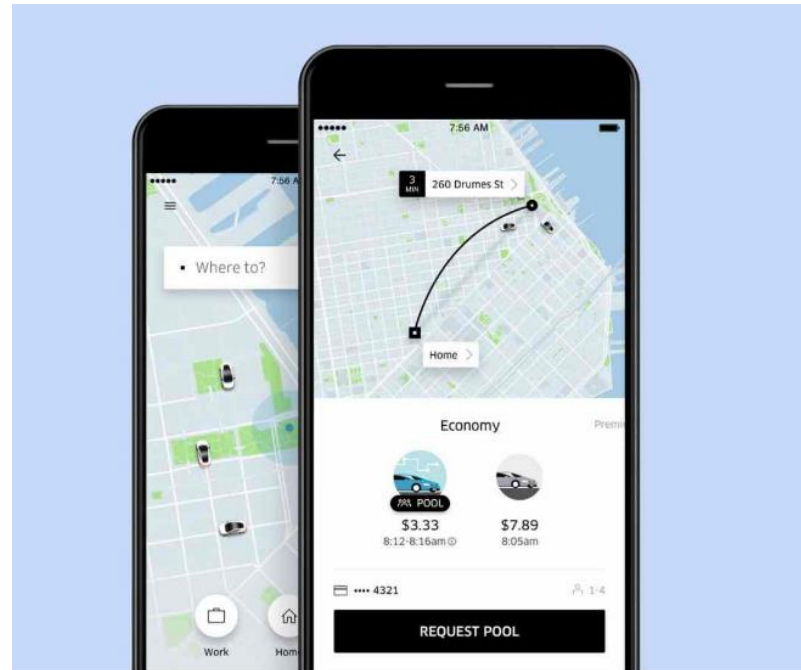 7:56 A
Where to?
Work
Hom
7:56 AM
3
MIN
260 Drumes St
Home
Economy
Premi
POOL
$3.33
$7.89
8:12-8:16am
8:05am
•••• 4321
1-4
REQUEST POOL